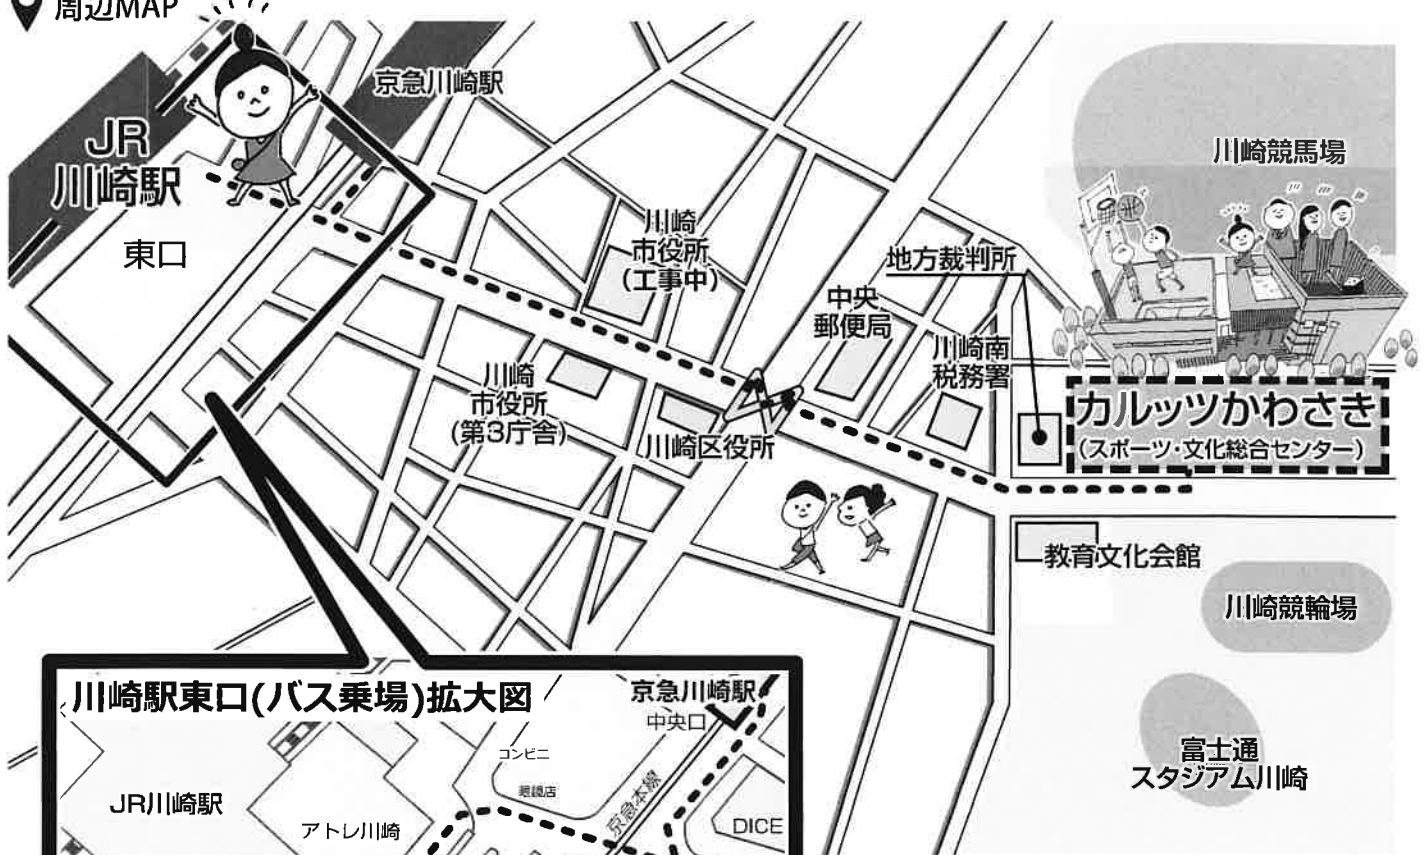 周辺MAP
京急川崎駅
JR
川崎駅
東口
川崎競馬場
川崎
市役所
(工事中)
地方裁判所
中央
郵便局
川崎南
税務署
川崎
市役所
(第3庁舎)
川崎区役所
カルッツかわさき
(スポーツ・文化総合センター)
教育文化会館
川崎競輪場
富士通
スタジアム川崎
川崎駅東口(バス乗場)拡大図
京急川崎駅
中央口
コンビニ
眼鏡店
京急本線
JR川崎駅
アトレ川崎
DICE